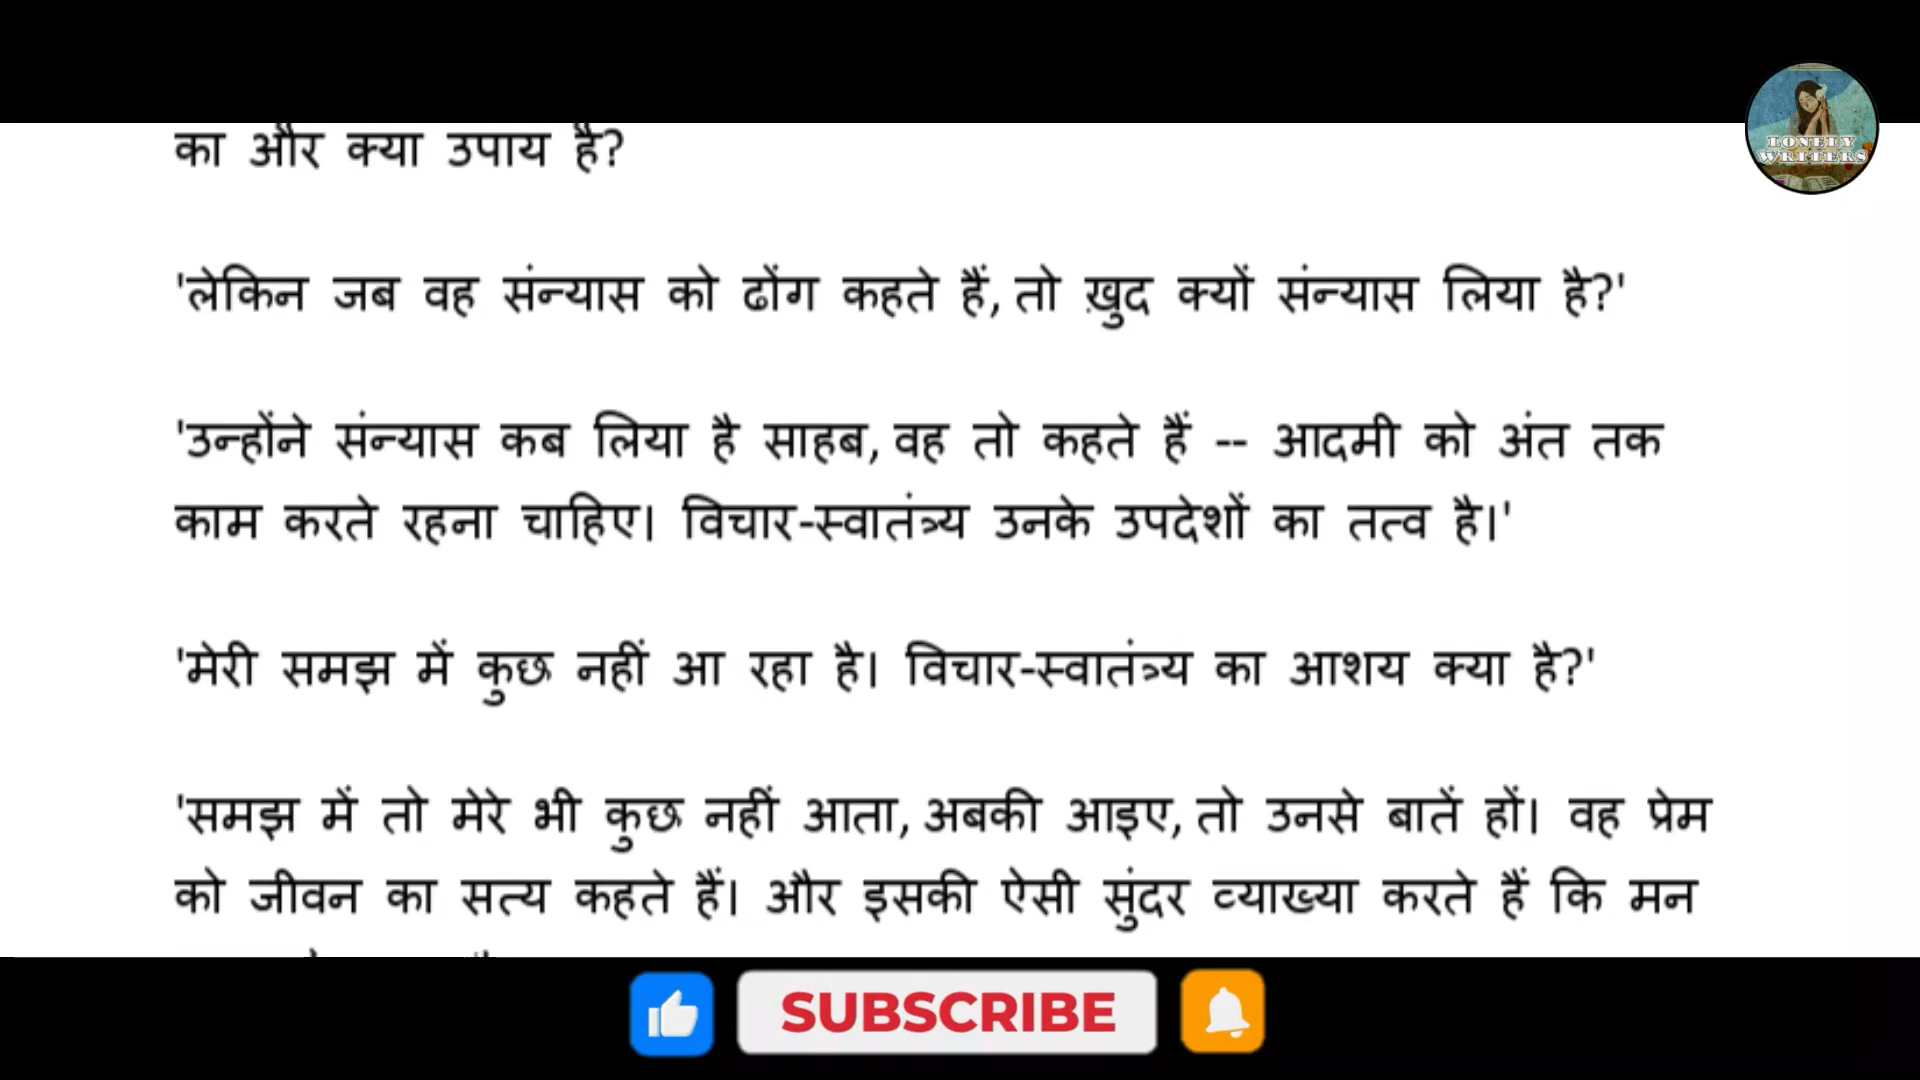 का और क्या उपाय है?
LONELY
WRITERS
'लेकिन जब वह संन्यास को ढोंग कहते हैं, तो ख़ुद क्यों संन्यास लिया है?'
'उन्होंने संन्यास कब लिया है साहब, वह तो कहते हैं -- आदमी को अंत तक
काम करते रहना चाहिए। विचार-स्वातंत्र्य उनके उपदेशों का तत्व है।'
'मेरी समझ में कुछ नहीं आ रहा है। विचार-स्वातंत्र्य का आशय क्या है?'
'समझ में तो मेरे भी कुछ नहीं आता, अबकी आइए, तो उनसे बातें हों। वह प्रेम
को जीवन का सत्य कहते हैं। और इसकी ऐसी सुंदर व्याख्या करते हैं कि मन
SUBSCRIBE